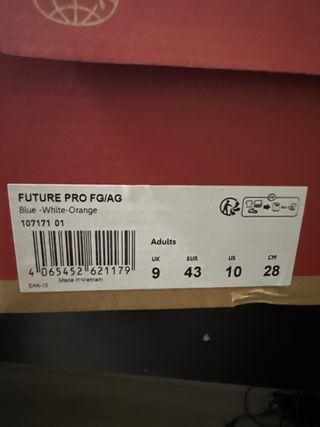 FUTURE PRO FG/AG
Blue -White-Orange
107171 01
Adults
UK EUR US CM
9 43 10 28
4 065452 621179
EAN-13 Made in Vietnam